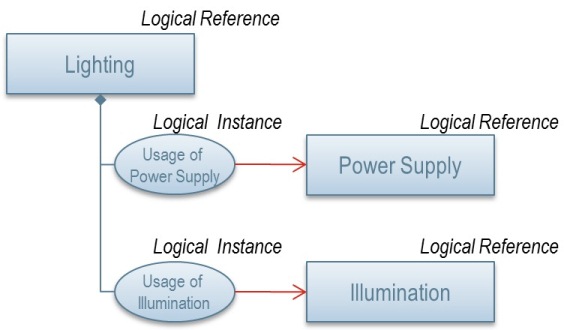 Logical Reference
Lighting
Logical Instance
Logical Reference
Usage of
Power Supply
Power Supply
Logical Instance
Logical Reference
Usage of
Illumination
Illumination